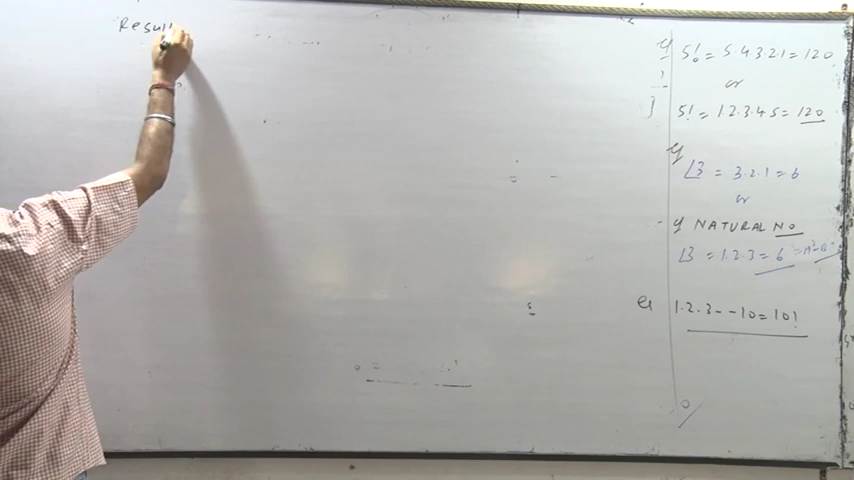 Result
5! = 5.4.3.2.1 = 120
or
5! = 1.2.3.4.5 = 120
∠3 = 3.2.1 = 6
or
NATURAL NO
∠3 = 1.2.3 = 6
1.2.3 - - 10 = 10!